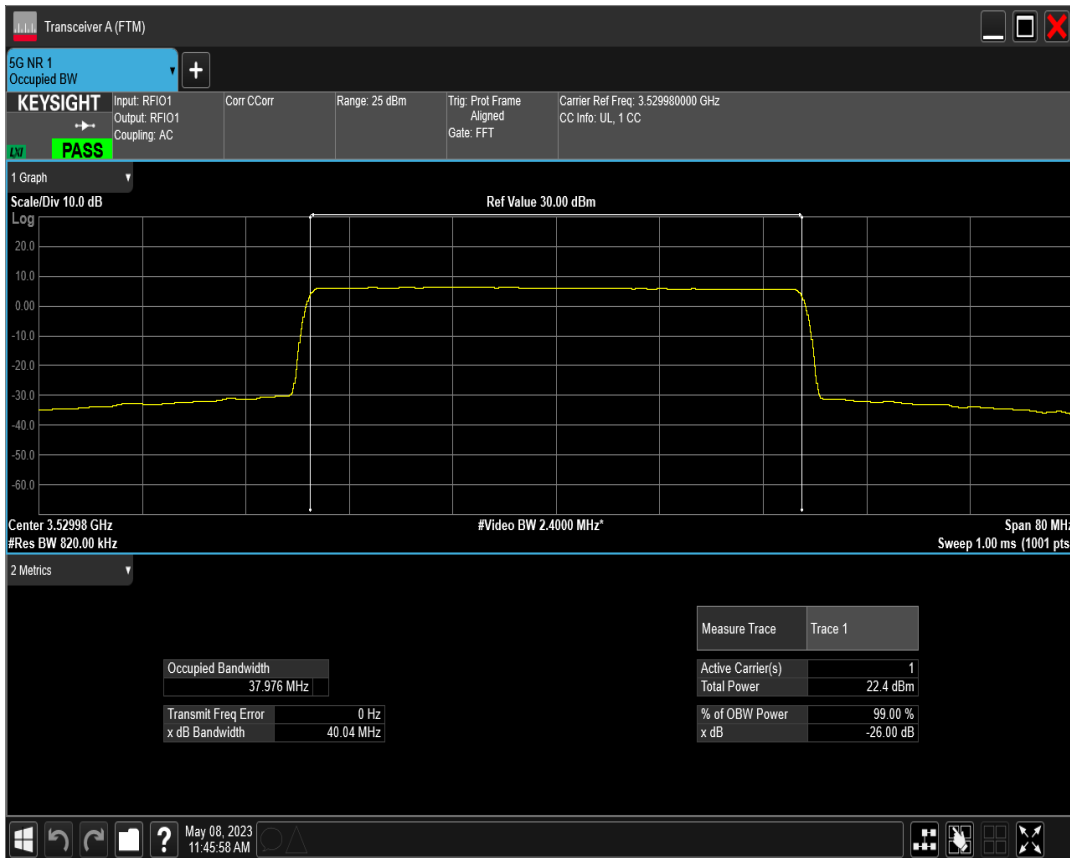 Transceiver A (FTM)
5G NR 1
Occupied BW
+
KEYSIGHT
LXI
PASS
Input: RFIO1
Output: RFIO1
Coupling: AC
Corr CCorr
Range: 25 dBm
Trig: Prot Frame
Aligned
Gate: FFT
Carrier Ref Freq: 3.529980000 GHz
CC Info: UL, 1 CC
1 Graph
Scale/Div 10.0 dB
Ref Value 30.00 dBm
Log
20.0
10.0
0.00
-10.0
-20.0
-30.0
-40.0
-50.0
-60.0
Center 3.52998 GHz
#Video BW 2.4000 MHz*
Span 80 MHz
#Res BW 820.00 kHz
Sweep 1.00 ms (1001 pts
2 Metrics
Measure Trace Trace 1
Occupied Bandwidth
37.976 MHz
Active Carrier(s) 1
Total Power 22.4 dBm
Transmit Freq Error 0 Hz
x dB Bandwidth 40.04 MHz
% of OBW Power 99.00 %
x dB -26.00 dB
?
May 08, 2023
11:45:58 AM